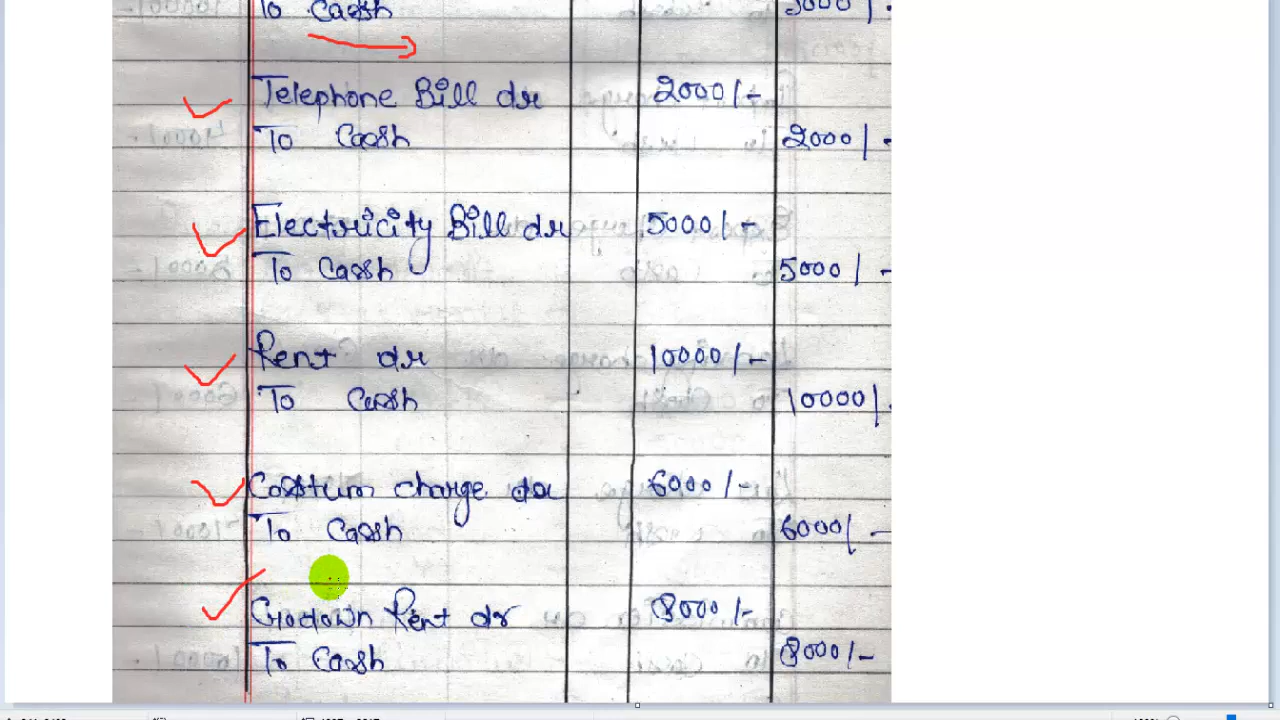 To Cash 5000/-
Telephone Bill dr 2000/-
To Cash 2000/-
Electricity Bill dr 5000/-
To Cash 5000/-
Rent dr 10000/-
To Cash 10000/-
Costum charge dr 6000/-
To Cash 6000/-
Godown Rent dr 8000/-
To Cash 8000/-